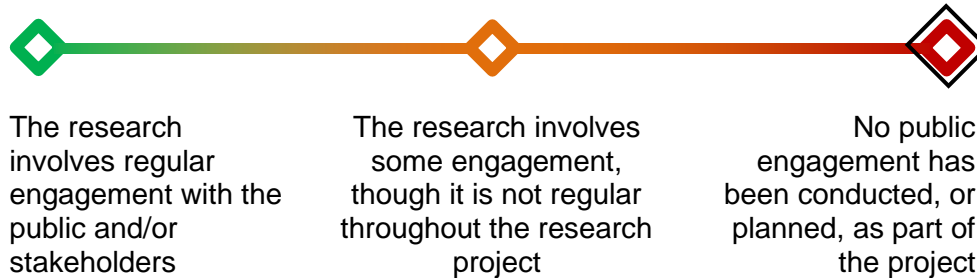 The research
involves regular
engagement with the
public and/or
stakeholders
The research involves
some engagement,
though it is not regular
throughout the research
project
No public
engagement has
been conducted, or
planned, as part of
the project